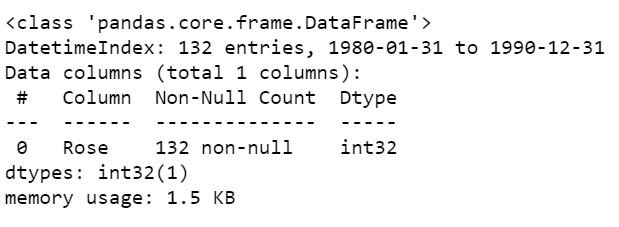 <class 'pandas.core.frame.DataFrame'>
DatetimeIndex: 132 entries, 1980-01-31 to 1990-12-31
Data columns (total 1 columns):
 #   Column  Non-Null Count  Dtype
---  ------  --------------  -----
 0   Rose    132 non-null    int32
dtypes: int32(1)
memory usage: 1.5 KB